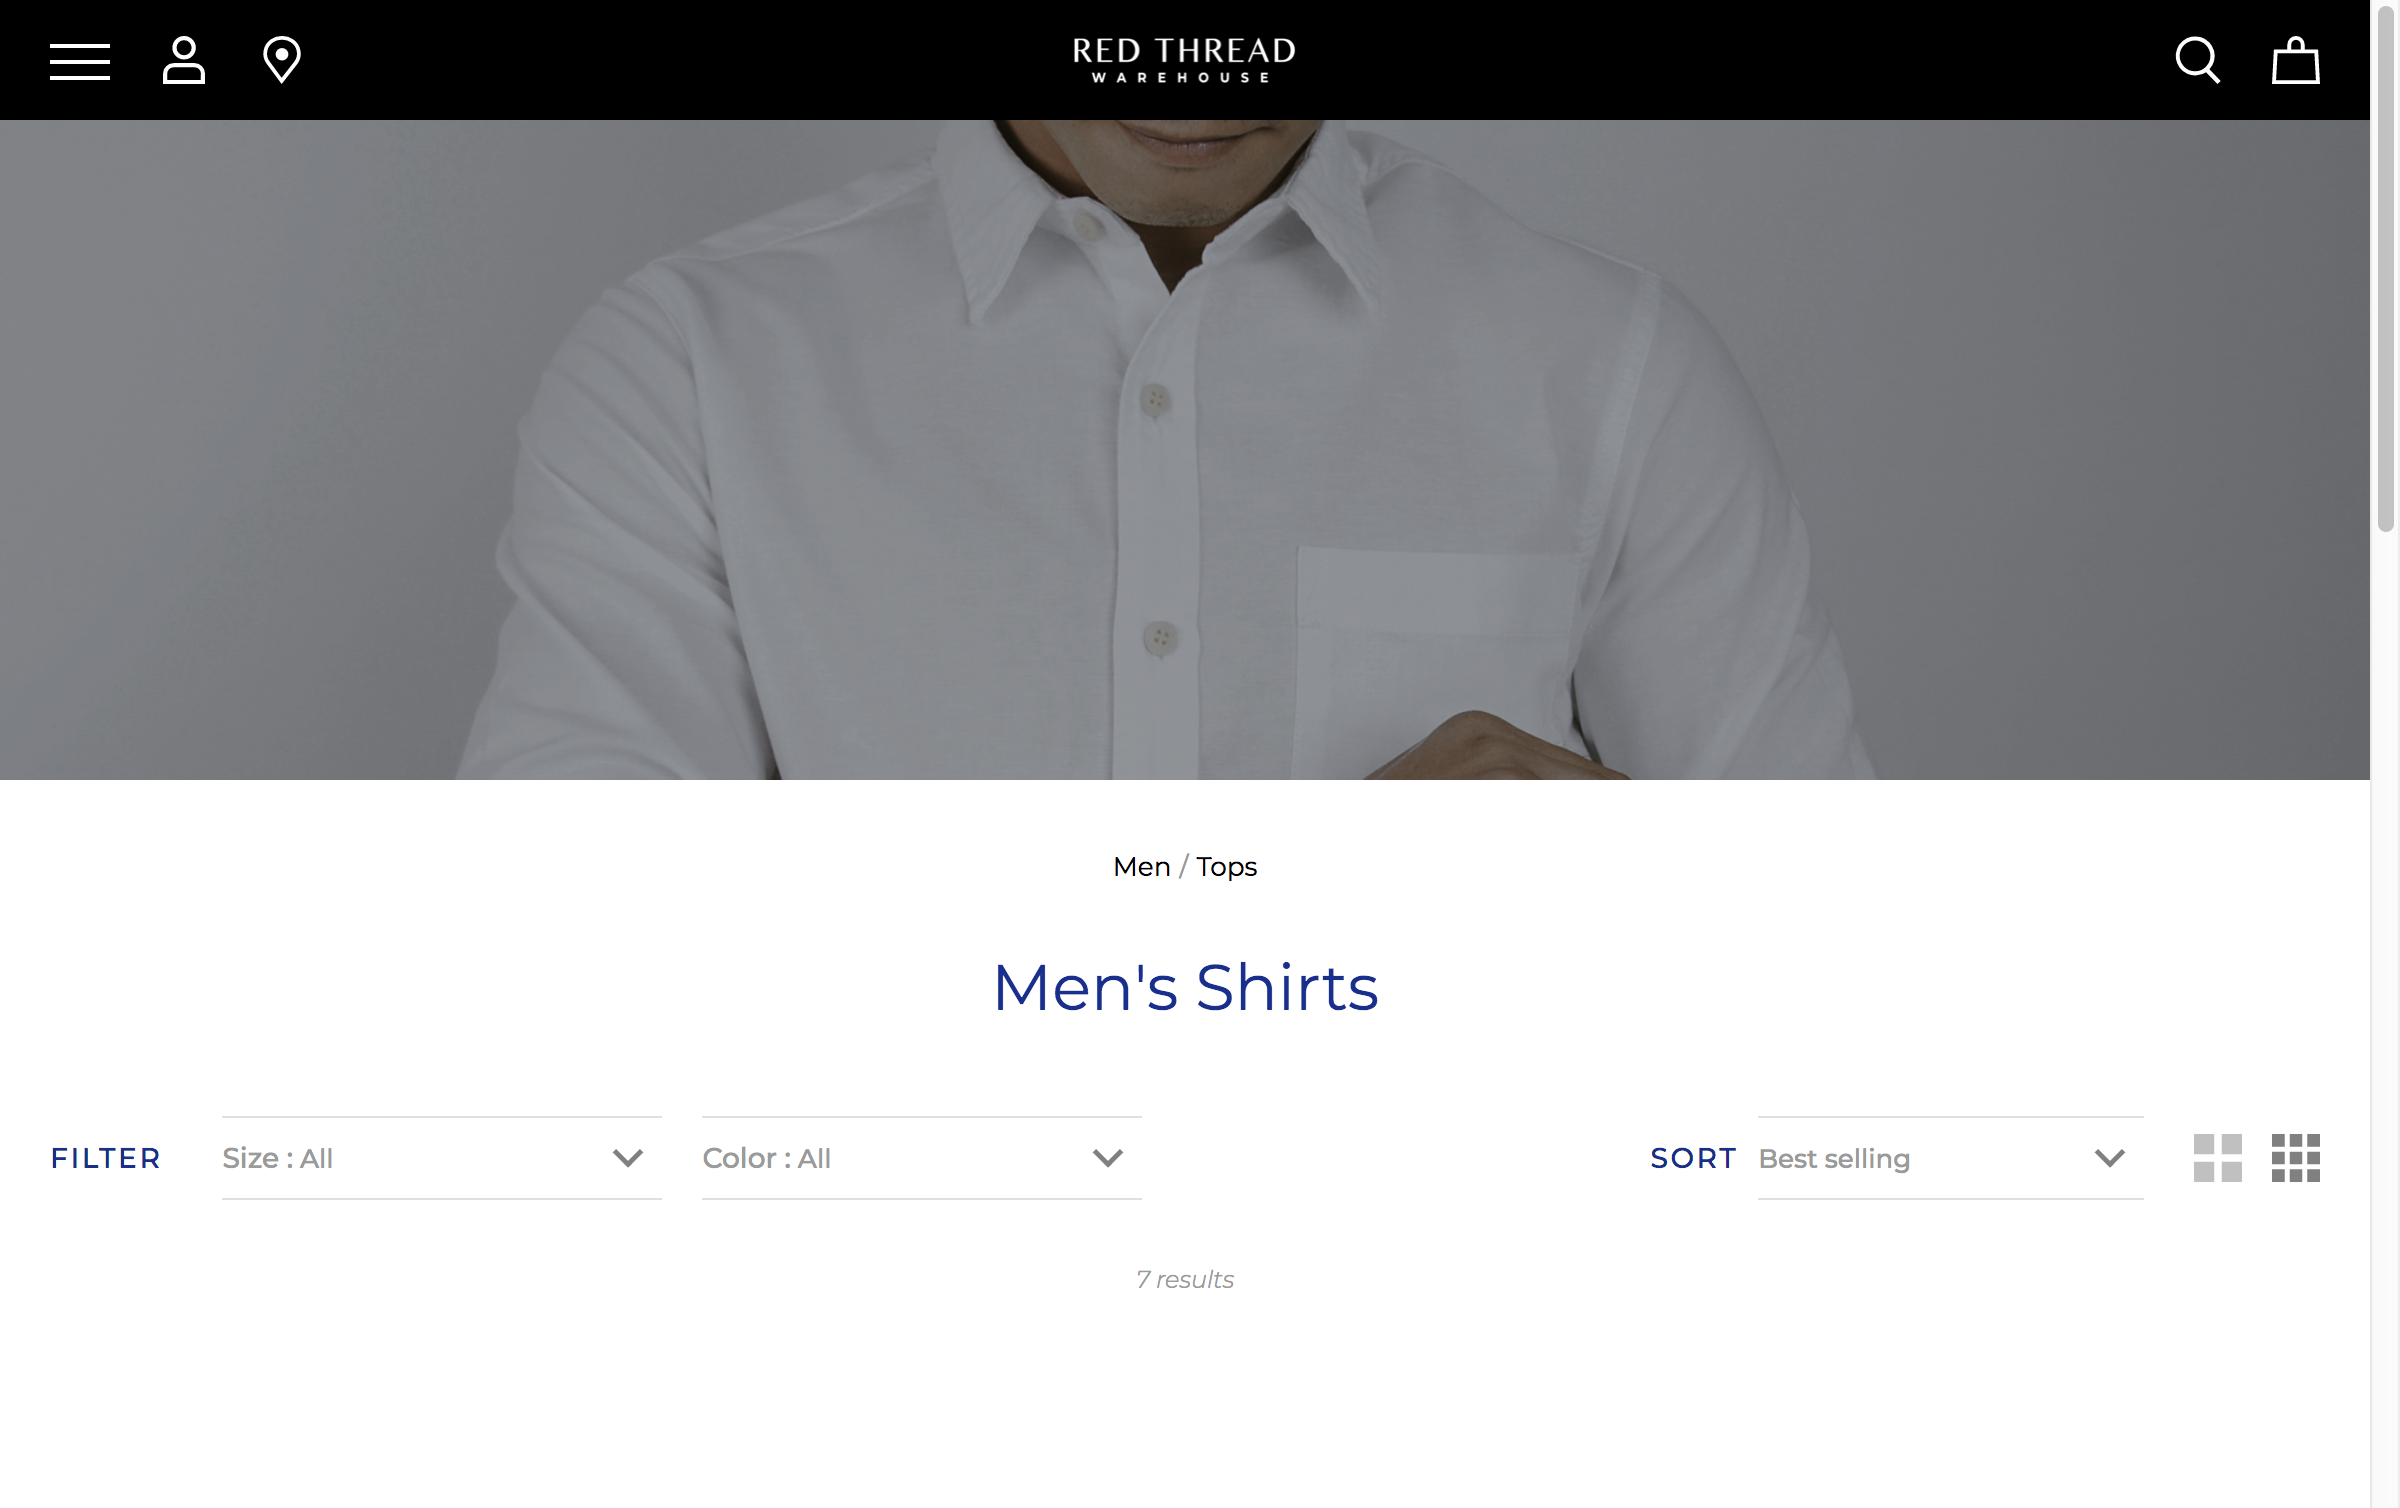 RED THREAD
WAREHOUSE
Men / Tops
Men's Shirts
FILTER
Size : All
Color : All
SORT
Best selling
7 results